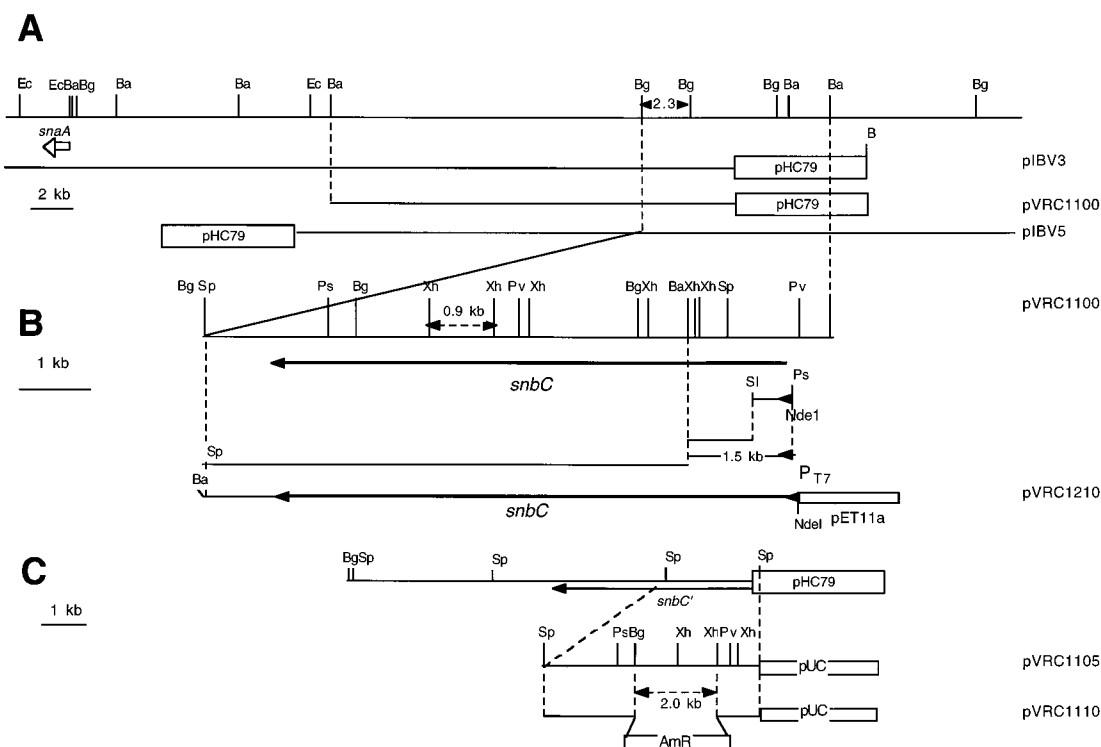 A
Ec EcBaBg Ba Ba Ec Ba Bg Bg Bg Ba Ba Bg
2.3
snaA
B
pHC79 pIBV3
2 kb
pHC79 pVRC1100
pHC79 pIBV5
Bg Sp Ps Bg Xh Xh Pv Xh BgXh BaXhXh Sp Pv pVRC1100
B
0.9 kb
1 kb
snbC
Sl Ps
Nde1
1.5 kb
Sp
Ba PT7
snbC pVRC1210
NdeI pET11a
C
BgSp Sp Sp Sp
pHC79
1 kb
snbC'
Sp PsBg Xh XhPv Xh
pUC pVRC1105
2.0 kb
pUC pVRC1110
AmR